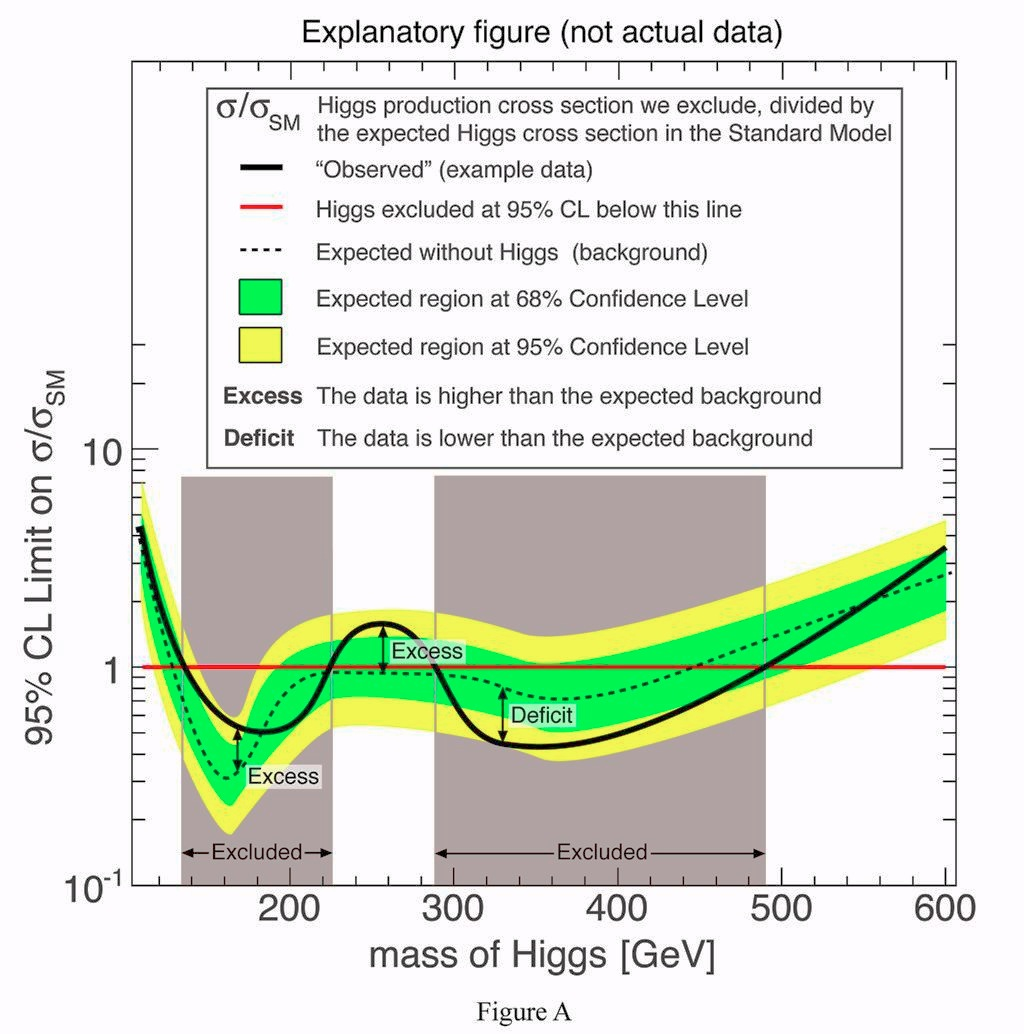 Explanatory figure (not actual data)
σ/σSM Higgs production cross section we exclude, divided by
the expected Higgs cross section in the Standard Model
“Observed” (example data)
Higgs excluded at 95% CL below this line
Expected without Higgs (background)
Expected region at 68% Confidence Level
Expected region at 95% Confidence Level
Excess The data is higher than the expected background
Deficit The data is lower than the expected background
95% CL Limit on σ/σSM
10
1
10-1
Excess
Deficit
Excess
Excluded
Excluded
200 300 400 500 600
mass of Higgs [GeV]
Figure A